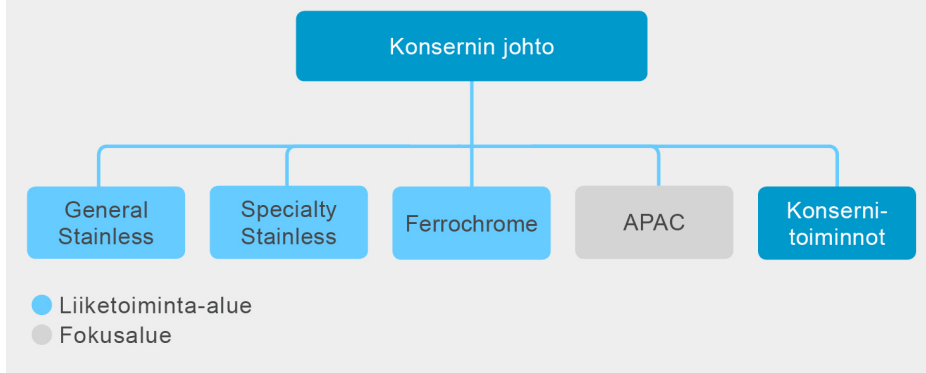 Konsernin johto
General
Stainless
Specialty
Stainless
Ferrochrome
APAC
Konserni-
toiminnot
Liiketoiminta-alue
Fokusalue